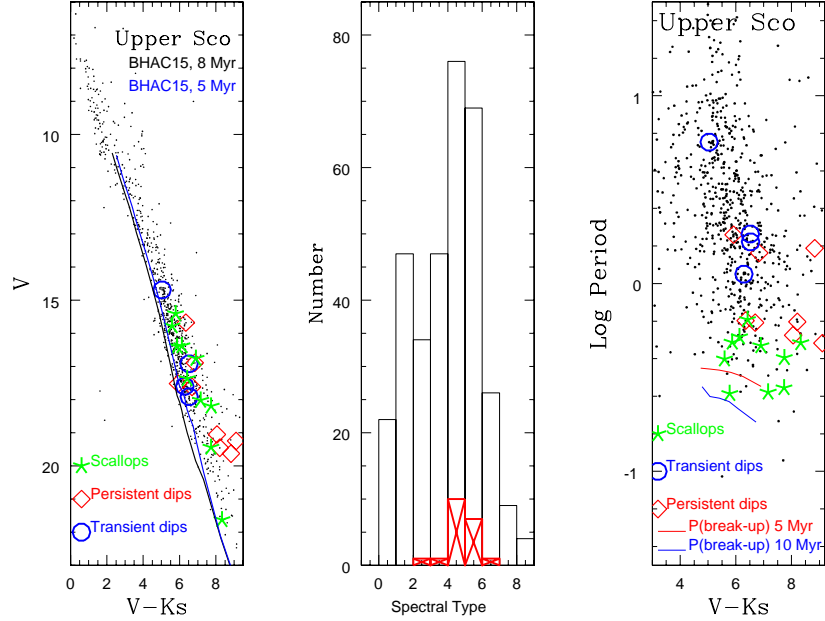 Upper Sco
BHAC15, 8 Myr
BHAC15, 5 Myr
10
15
20
V
Scallops
Persistent dips
Transient dips
0
2
4
6
8
V−Ks
80
60
40
20
0
Number
0
2
4
6
8
Spectral Type
Upper Sco
1
0
-1
Log Period
Scallops
Transient dips
Persistent dips
P(break-up) 5 Myr
P(break-up) 10 Myr
4
6
8
V−Ks